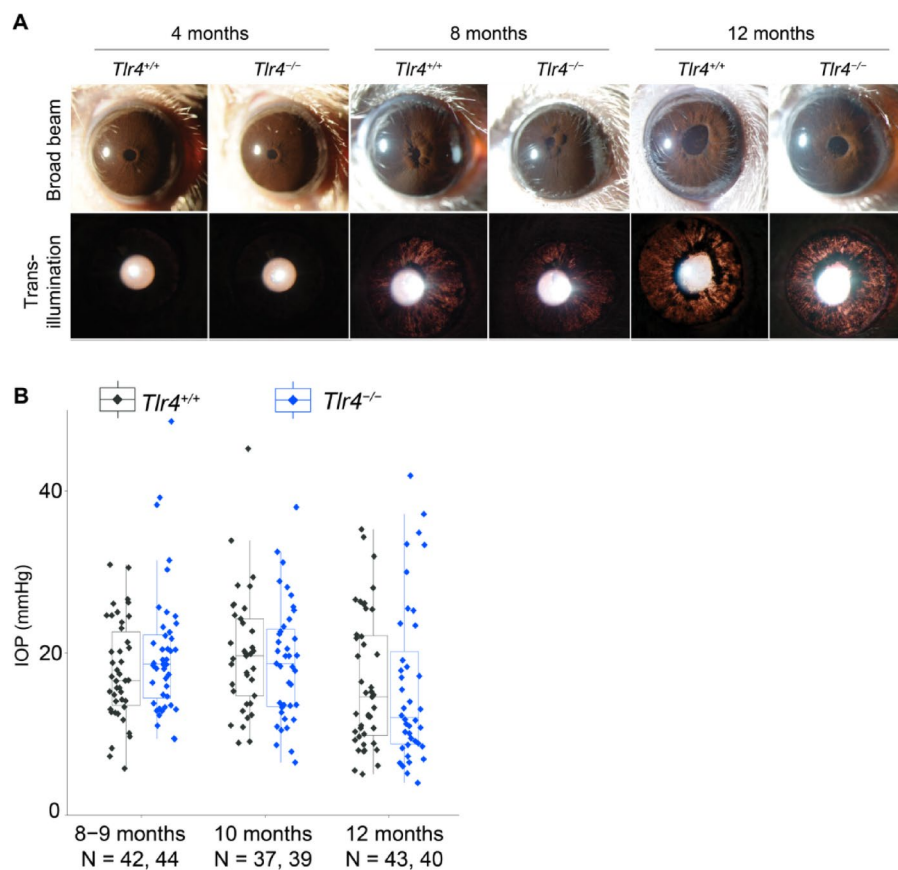 A
4 months 8 months 12 months
Tlr4+/+ Tlr4−/− Tlr4+/+ Tlr4−/− Tlr4+/+ Tlr4−/−
Broad beam
Trans-
illumination
B
Tlr4+/+ Tlr4−/−
IOP (mmHg)
40
20
0
8−9 months 10 months 12 months
N = 42, 44 N = 37, 39 N = 43, 40